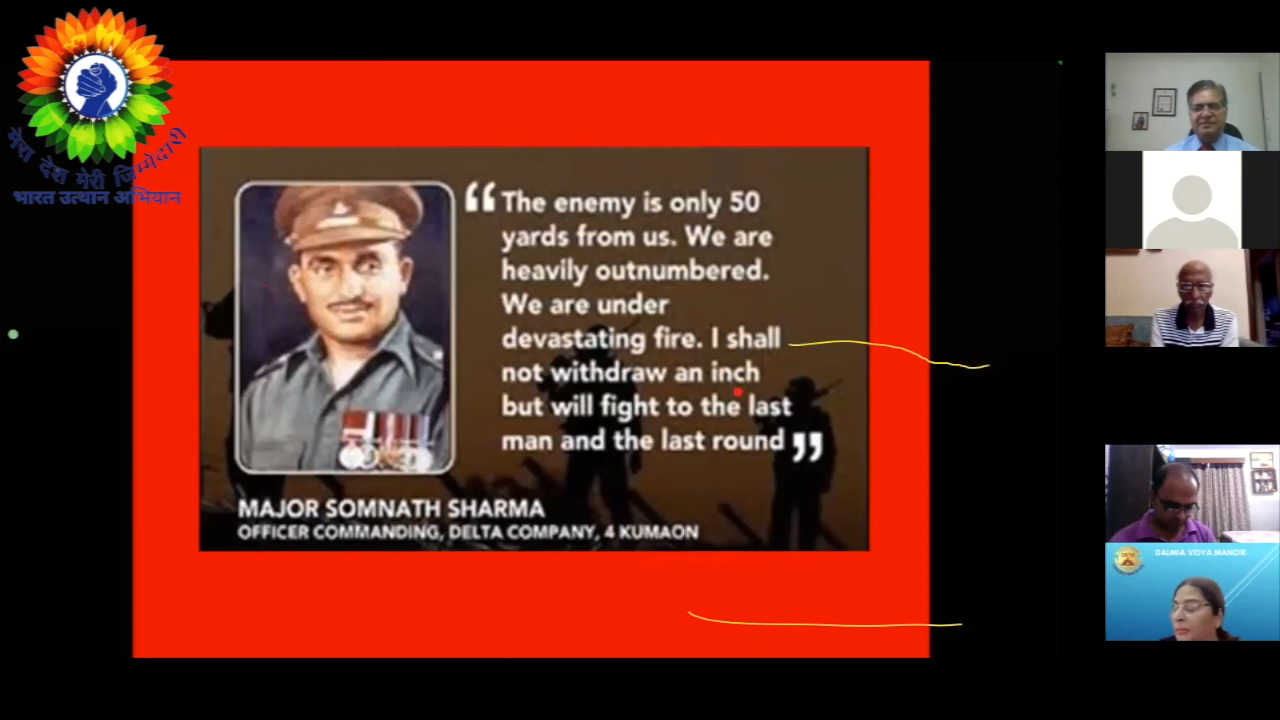 मेरा देश मेरी जिम्मेदारी
भारत उत्थान अभियान
“The enemy is only 50
yards from us. We are
heavily outnumbered.
We are under
devastating fire. I shall
not withdraw an inch
but will fight to the last
man and the last round”
MAJOR SOMNATH SHARMA
OFFICER COMMANDING, DELTA COMPANY, 4 KUMAON
DALMIA VIDYA MANDIR